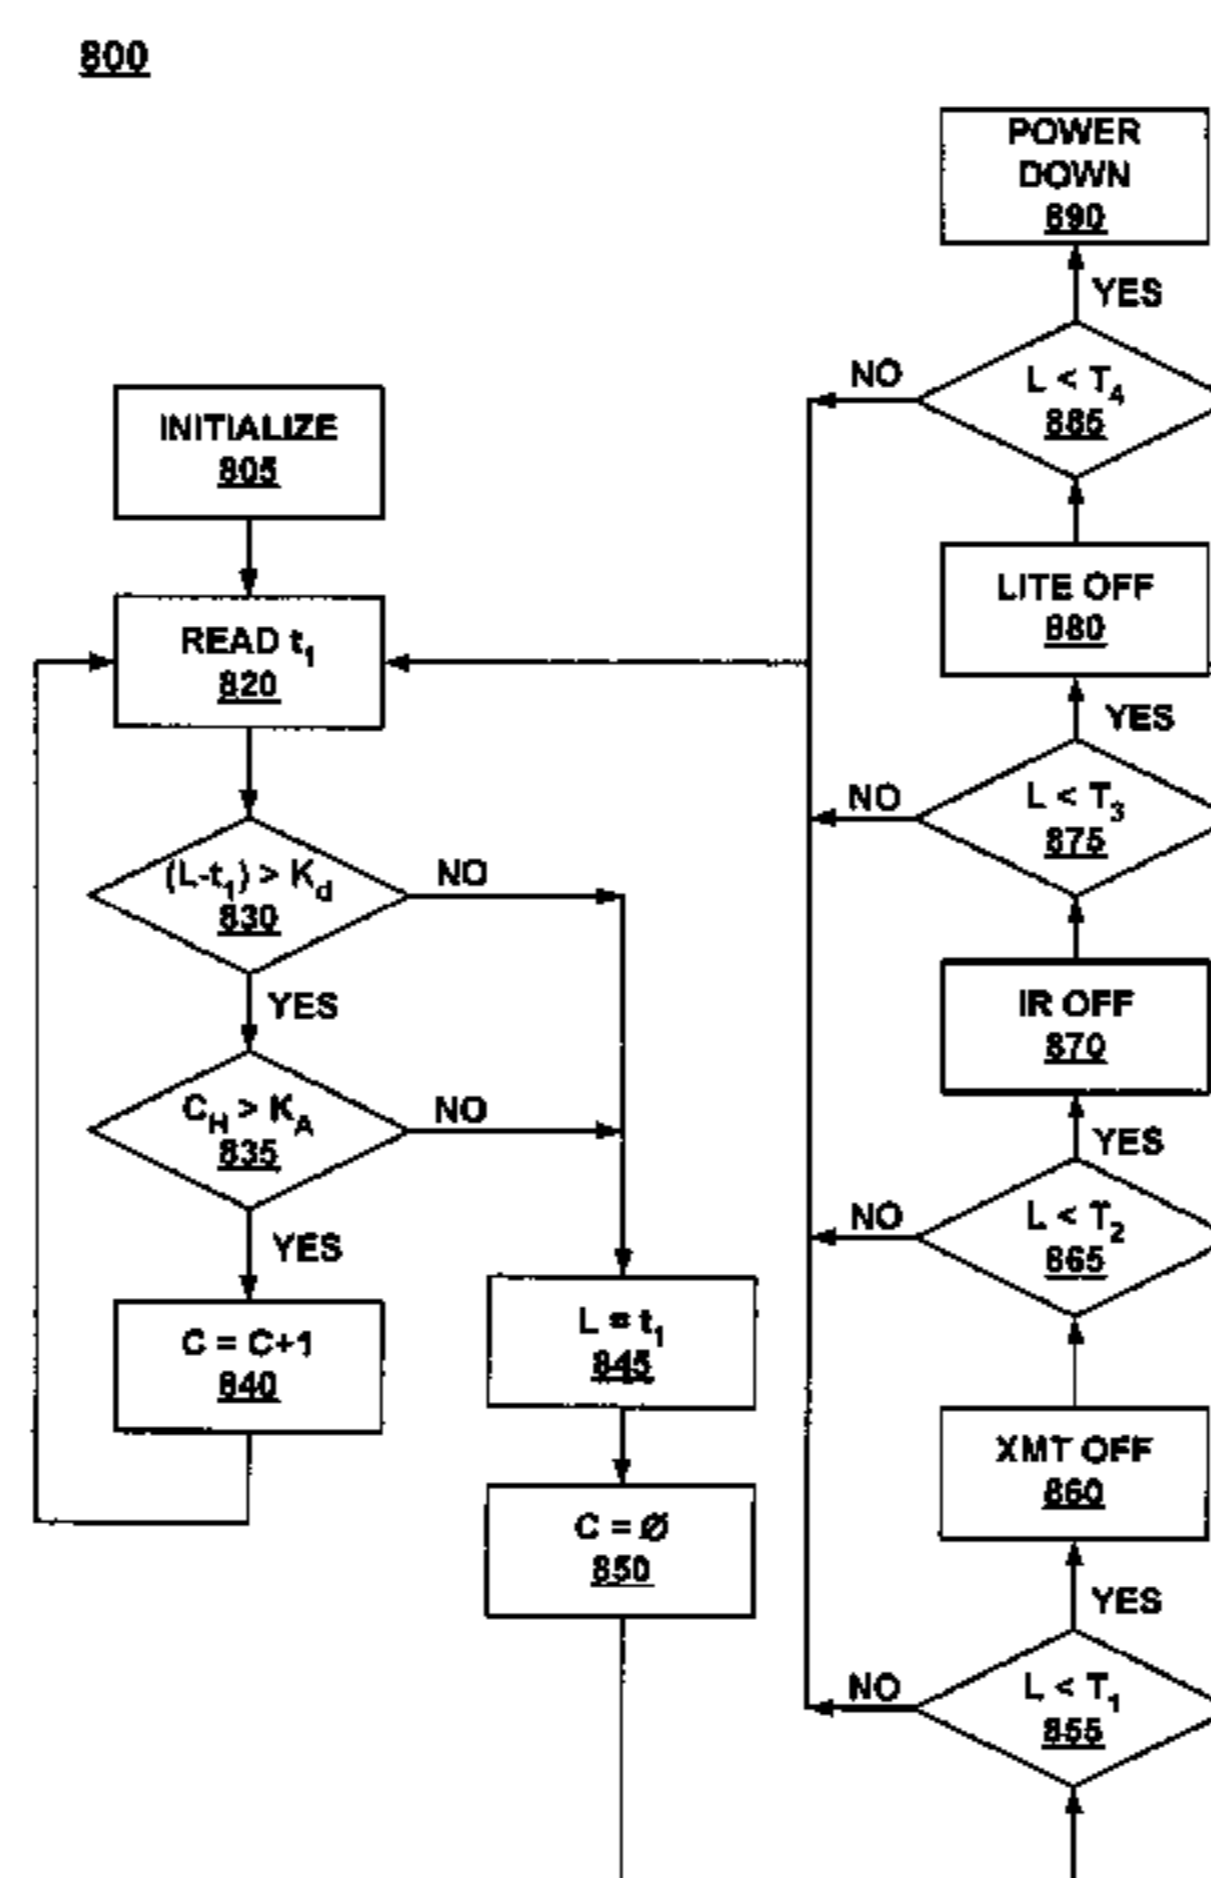 800
POWER
DOWN
890
YES
NO
L < T4
885
INITIALIZE
805
LITE OFF
880
READ t1
820
YES
NO
L < T3
875
(L-t1) > Kd
830
NO
YES
IR OFF
870
CH > KA
835
NO
YES
YES
NO
L < T2
865
C = C+1
840
L = t1
845
XMT OFF
860
C = Ø
850
YES
NO
L < T1
855